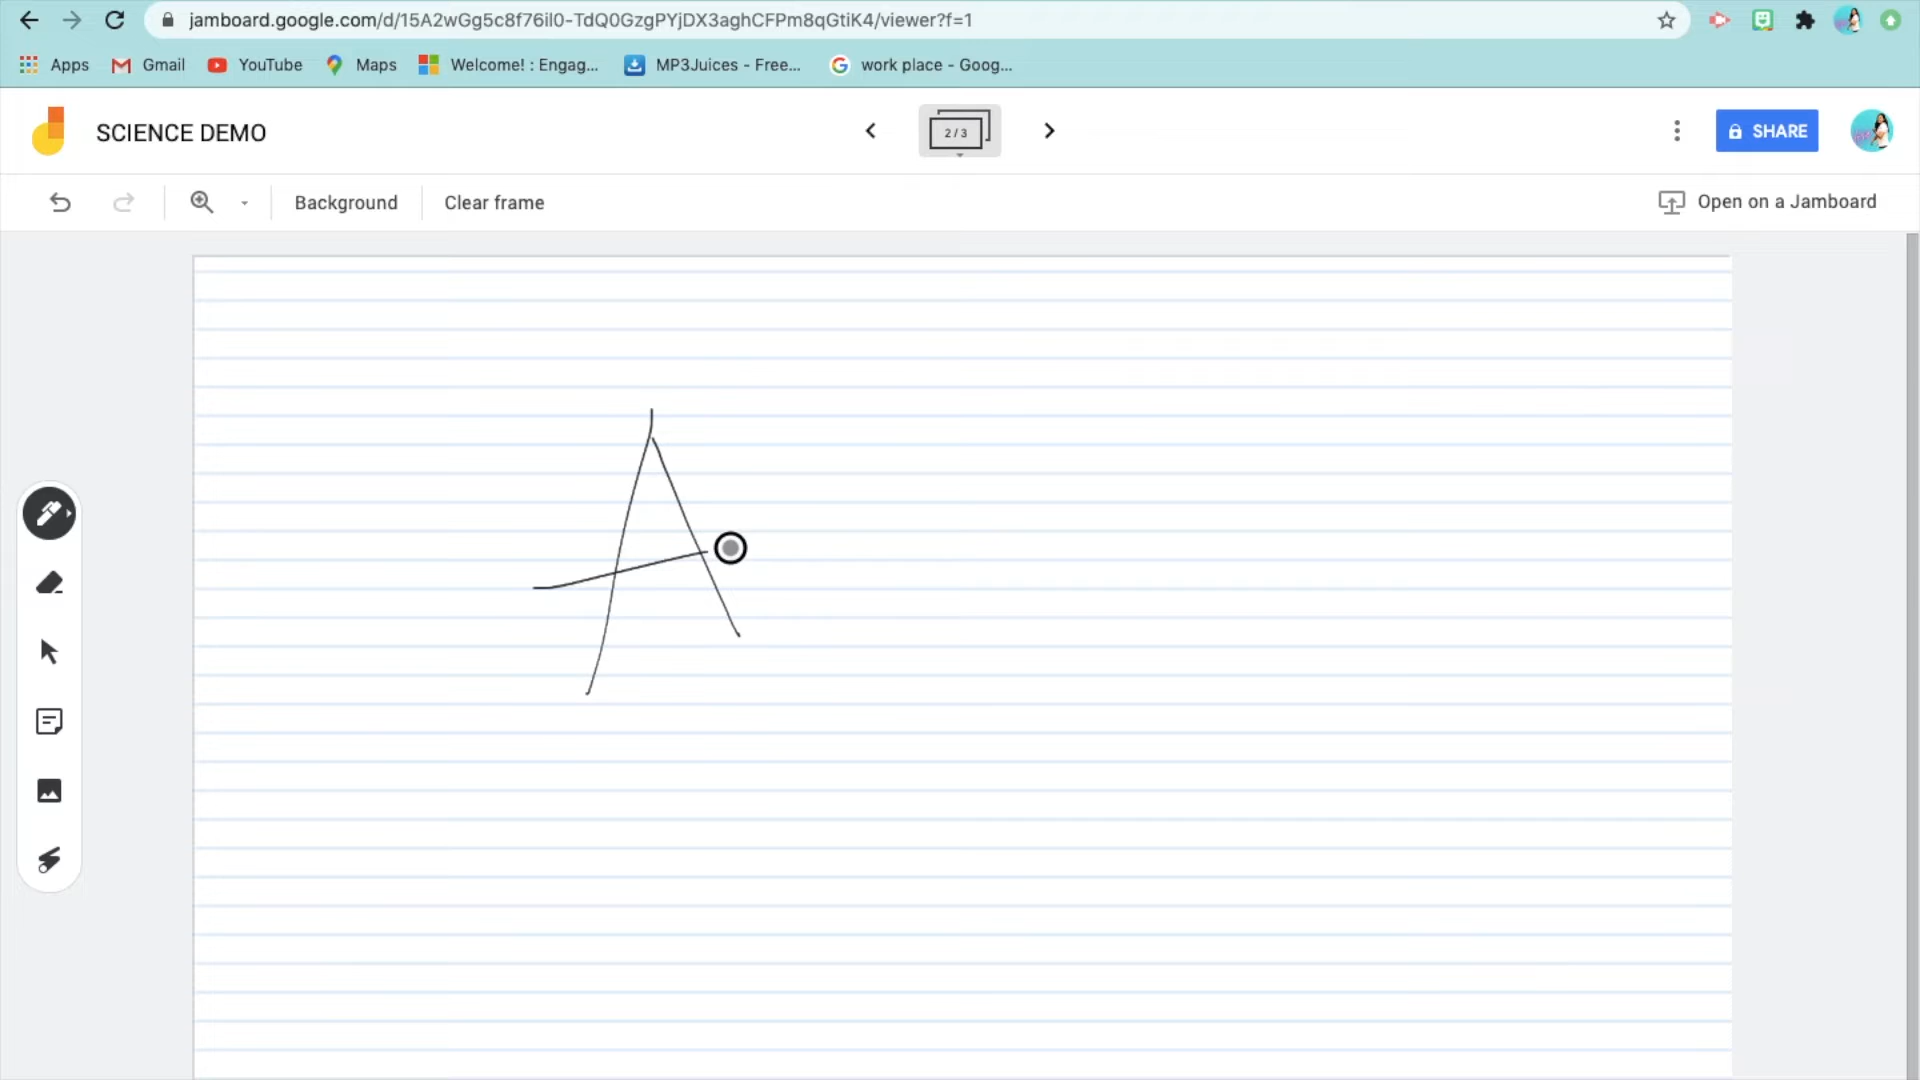 jamboard.google.com/d/15A2wGg5c8f76il0-TdQ0GzgPYjDX3aghCFPm8qGtiK4/viewer?f=1
Apps Gmail YouTube Maps Welcome! : Engag... MP3Juices - Free... work place - Goog...
SCIENCE DEMO 2 / 3 SHARE
Background Clear frame Open on a Jamboard
A